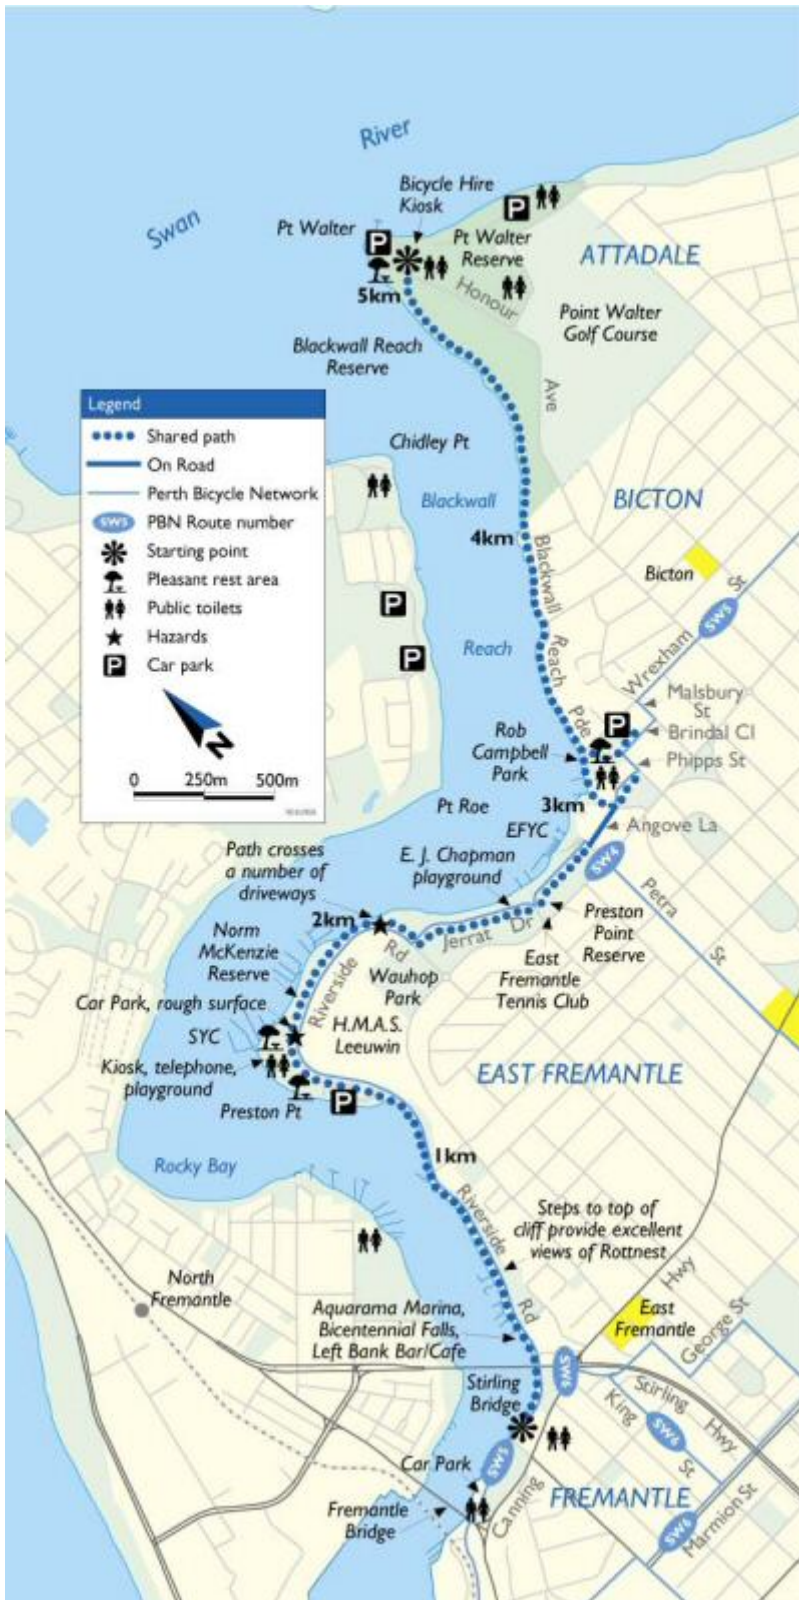 River
Swan
Bicycle Hire
Kiosk
Pt Walter
Pt Walter
Reserve
ATTADALE
5km
Honour
Point Walter
Golf Course
Blackwall Reach
Reserve
Ave
Legend
Shared path
On Road
Perth Bicycle Network
SW5
PBN Route number
Starting point
Pleasant rest area
Public toilets
Hazards
P
Car park
N
0 250m 500m
Chidley Pt
Blackwall
BICTON
4km
Blackwall
Bicton
St
SW5
Reach
Reach
Wrexham
Malsbury
St
Pde
Rob
Campbell
Park
Brindal Cl
Phipps St
3km
Pt Roe
EFYC
Angove La
Path crosses
a number of
driveways
E. J. Chapman
playground
SW4
Petra
St
2km
Norm
McKenzie
Reserve
Rd
Jerrat Dr
Preston
Point
Reserve
Wauhop
Park
East
Fremantle
Tennis Club
Riverside
Car Park, rough surface
SYC
H.M.A.S.
Leeuwin
Kiosk, telephone,
playground
EAST FREMANTLE
Preston Pt
P
1km
Rocky Bay
Riverside
Rd
Steps to top of
cliff provide excellent
views of Rottnest
Hwy
North
Fremantle
Aquarama Marina,
Bicentennial Falls,
Left Bank Bar/Cafe
East
Fremantle
George St
Stirling
Bridge
SW6
Stirling
Hwy
King
St
SW6
Car Park
SW5
Canning
FREMANTLE
Fremantle
Bridge
SW6
Marmion St
P
P
P
P
P